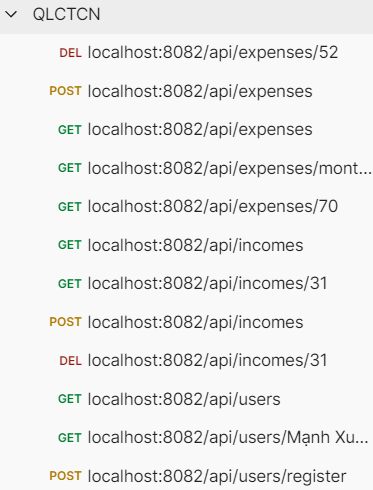 QLCTCN
DEL localhost:8082/api/expenses/52
POST localhost:8082/api/expenses
GET localhost:8082/api/expenses
GET localhost:8082/api/expenses/mont...
GET localhost:8082/api/expenses/70
GET localhost:8082/api/incomes
GET localhost:8082/api/incomes/31
POST localhost:8082/api/incomes
DEL localhost:8082/api/incomes/31
GET localhost:8082/api/users
GET localhost:8082/api/users/Mạnh Xu...
POST localhost:8082/api/users/register